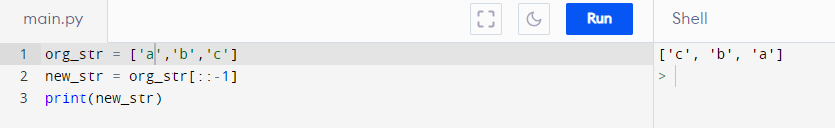 main.py
Run
Shell
1 org_str = ['a','b','c']
2 new_str = org_str[::-1]
3 print(new_str)
['c', 'b', 'a']
>